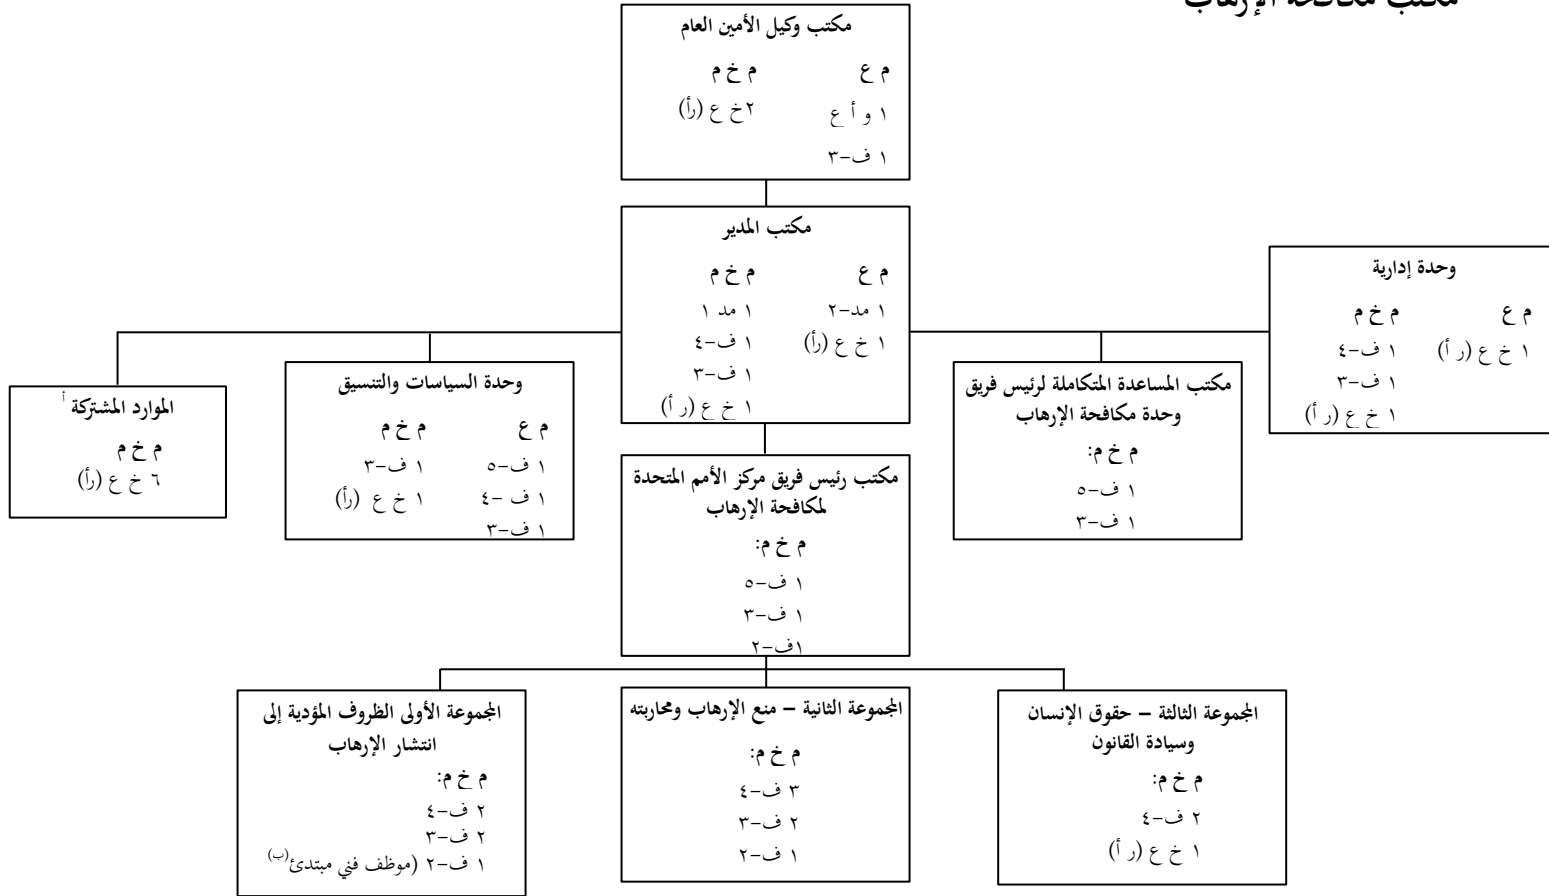 مكتب مكافحة الإرهاب
مكتب وكيل الأمين العام
م ع م خ م
١ و أ ع ٢خ ع (رأ)
١ ف-٣
مكتب المدير
م ع م خ م
١ مد-٢ ١ مد ١
١ خ ع (رأ) ١ ف-٤
١ ف-٣
١ خ ع (ر أ)
وحدة إدارية
م ع م خ م
١ خ ع (ر أ) ١ ف-٤
١ ف-٣
١ خ ع (ر أ)
مكتب المساعدة المتكاملة لرئيس فريق
وحدة مكافحة الإرهاب
م خ م:
١ ف-٥
١ ف-٣
وحدة السياسات والتنسيق
م ع م خ م
١ ف-٥ ١ ف-٣
١ ف -٤ ١ خ ع (رأ)
١ ف-٣
الموارد المشتركة أ
م خ م
٦ خ ع (رأ)
مكتب رئيس فريق مركز الأمم المتحدة
لمكافحة الإرهاب
م خ م:
١ ف-٥
١ ف-٣
١ف-٢
المجموعة الثالثة – حقوق الإنسان
وسيادة القانون
م خ م:
٢ ف-٤
١ خ ع (ر أ)
المجموعة الثانية – منع الإرهاب ومحاربته
م خ م:
٣ ف-٤
٢ ف-٣
١ ف-٢
المجموعة الأولى الظروف المؤدية إلى
انتشار الإرهاب
م خ م:
٢ ف-٤
٢ ف-٣
١ ف-٢ (موظف فني مبتدئ(ب)